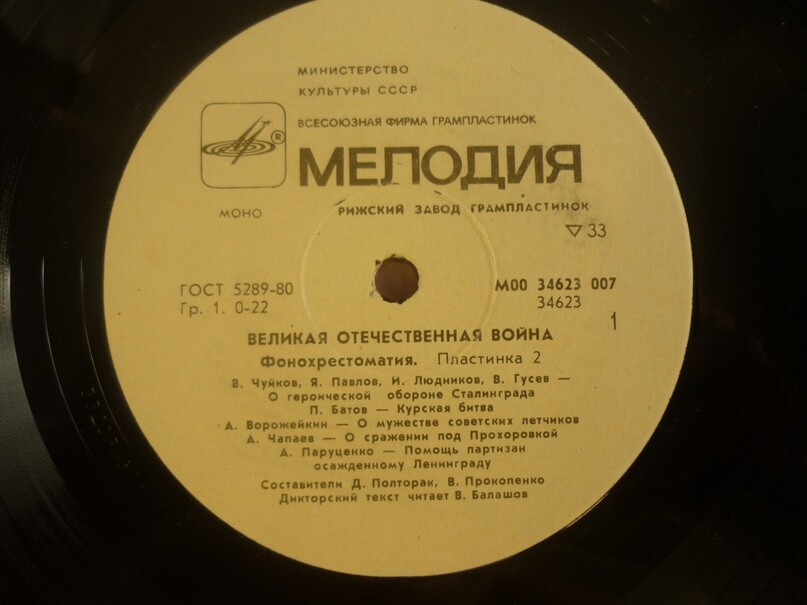 МИНИСТЕРСТВО
КУЛЬТУРЫ СССР
ВСЕСОЮЗНАЯ ФИРМА ГРАМПЛАСТИНОК
®
МЕЛОДИЯ
МОНО
РИЖСКИЙ ЗАВОД ГРАМПЛАСТИНОК
▽ 33
ГОСТ 5289-80
Гр. 1. 0-22
М00 34623 007
34623
1
ВЕЛИКАЯ ОТЕЧЕСТВЕННАЯ ВОЙНА
Фонохрестоматия. Пластинка 2
В. Чуйков, Я. Павлов, И. Людников, В. Гусев —
О героической обороне Сталинграда
П. Батов — Курская битва
А. Ворожейкин — О мужестве советских летчиков
А. Чапаев — О сражении под Прохоровкой
А. Паруценко — Помощь партизан
осажденному Ленинграду
Составители Д. Полторак, В. Прокопенко
Дикторский текст читает В. Балашов